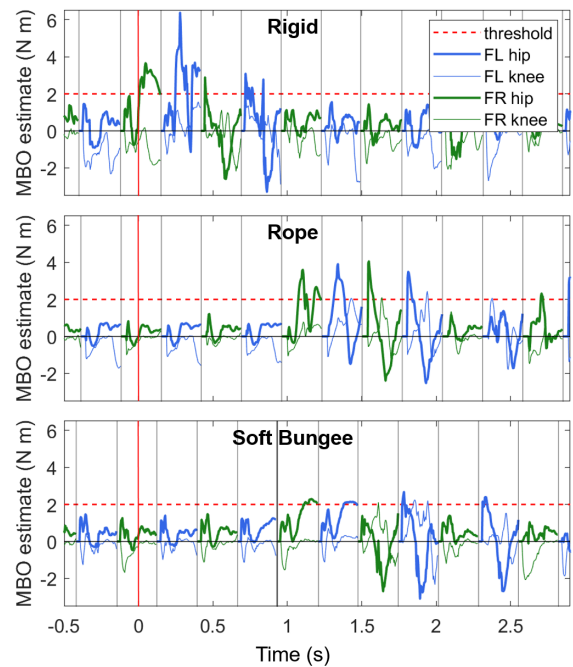 Rigid
MBO estimate (N m)
6
4
2
0
-2
threshold
FL hip
FL knee
FR hip
FR knee
Rope
MBO estimate (N m)
6
4
2
0
-2
Soft Bungee
MBO estimate (N m)
6
4
2
0
-2
-0.5 0 0.5 1 1.5 2 2.5
Time (s)